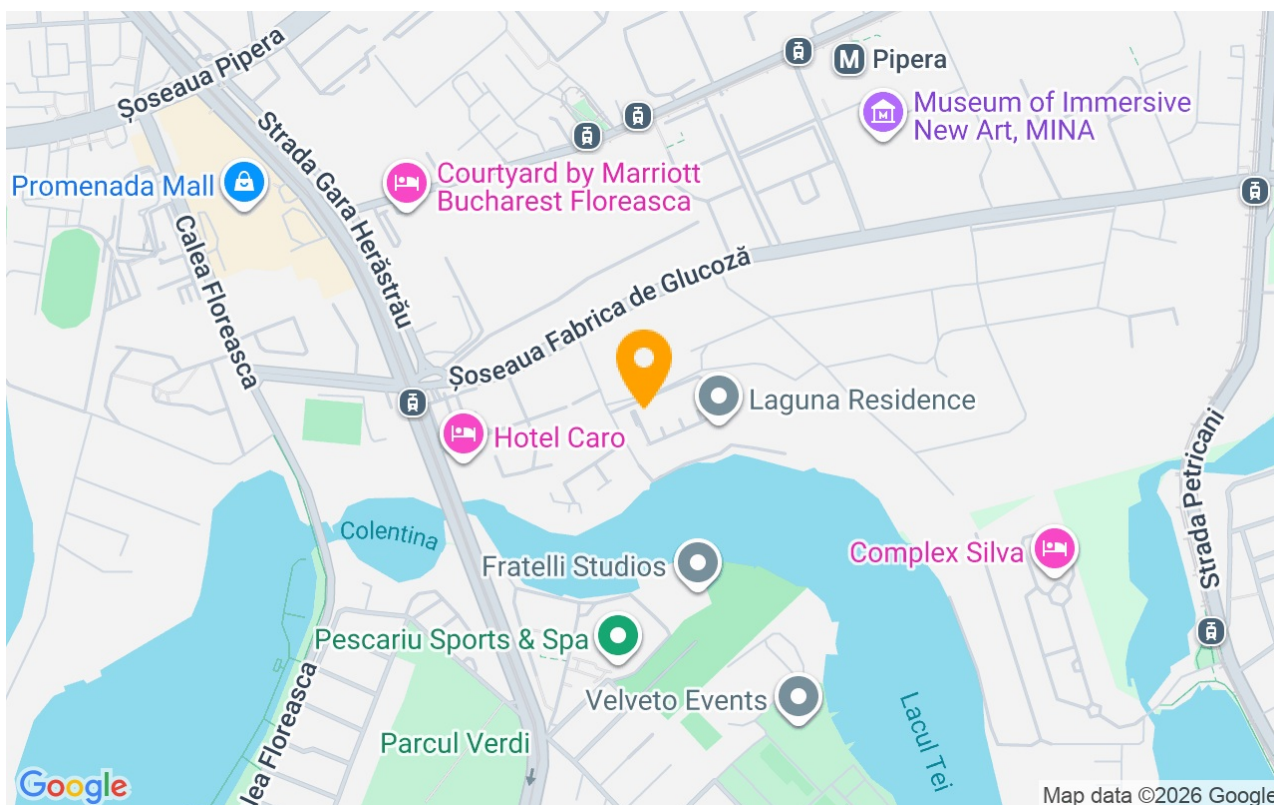 Șoseaua Pipera
M Pipera
Museum of Immersive
New Art, MINA
Strada Gara Herăstrău
Courtyard by Marriott
Bucharest Floreasca
Promenada Mall
Calea Floreasca
Șoseaua Fabrica de Glucoză
Laguna Residence
Hotel Caro
Strada Petricani
Colentina
Complex Silva
Fratelli Studios
Pescariu Sports & Spa
Velveto Events
Lacul Tei
Parcul Verdi
lea Floreasca
Google
Map data ©2026 Google